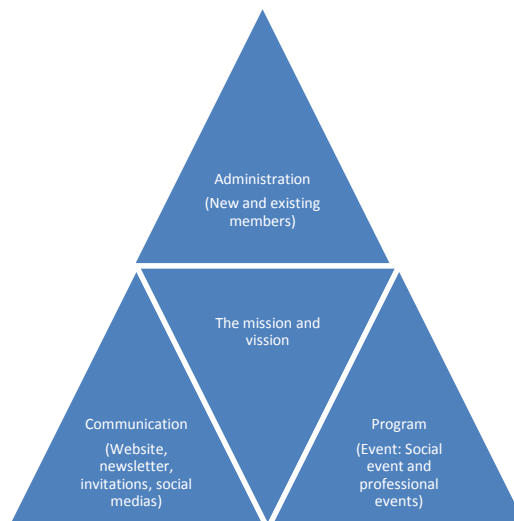 Administration
(New and existing
members)
The mission and
vission
Communication
(Website,
newsletter,
invitations, social
medias)
Program
(Event: Social
event and
professional
events)